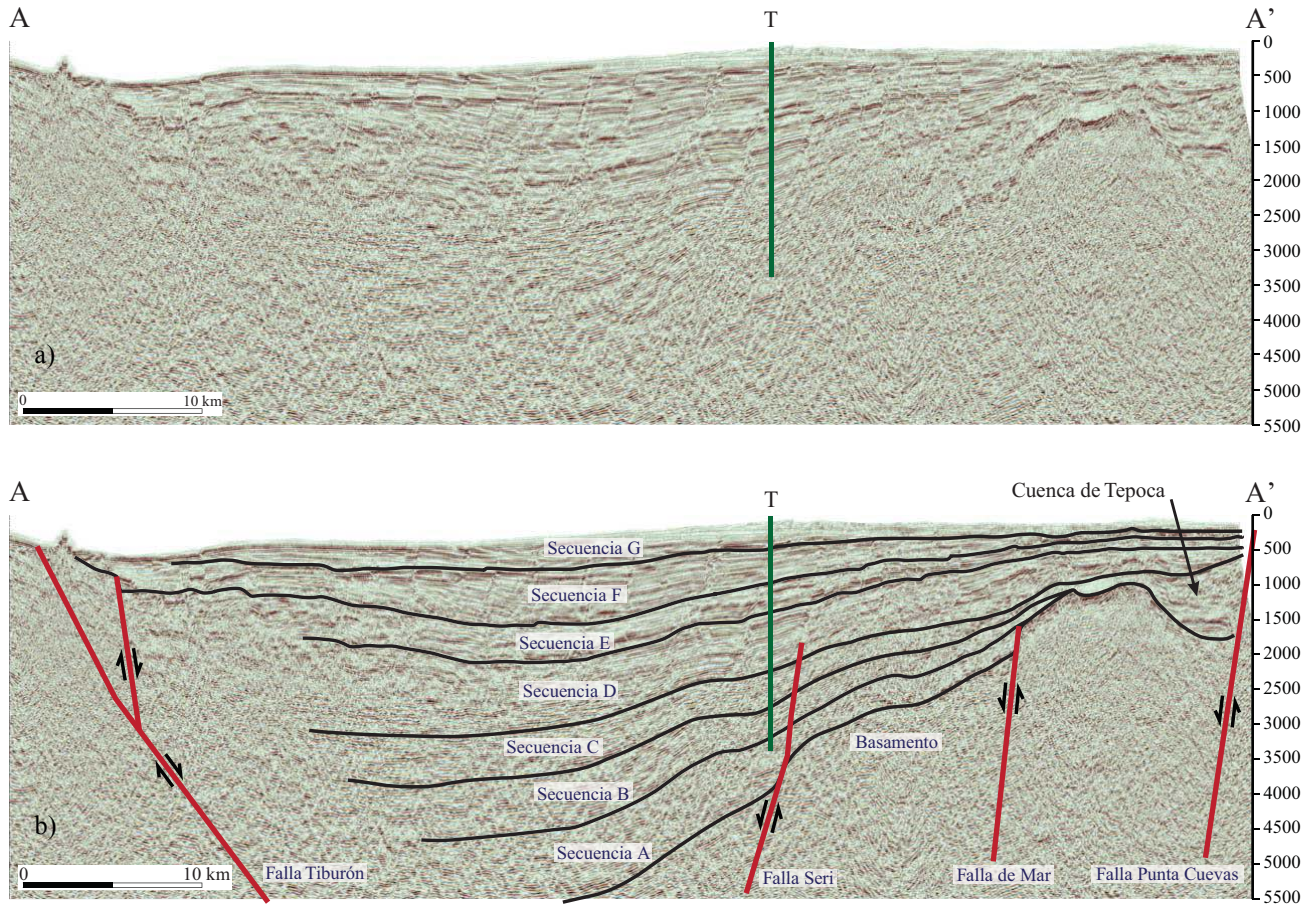 A
T
A’
0
500
1000
1500
2000
2500
3000
3500
4000
4500
5000
5500
a)
0
10 km
A
T
Cuenca de Tepoca
A’
0
500
1000
1500
2000
2500
3000
3500
4000
4500
5000
5500
Secuencia G
Secuencia F
Secuencia E
Secuencia D
Secuencia C
Basamento
Secuencia B
b)
Secuencia A
0
10 km
Falla Tiburón
Falla Seri
Falla de Mar
Falla Punta Cuevas